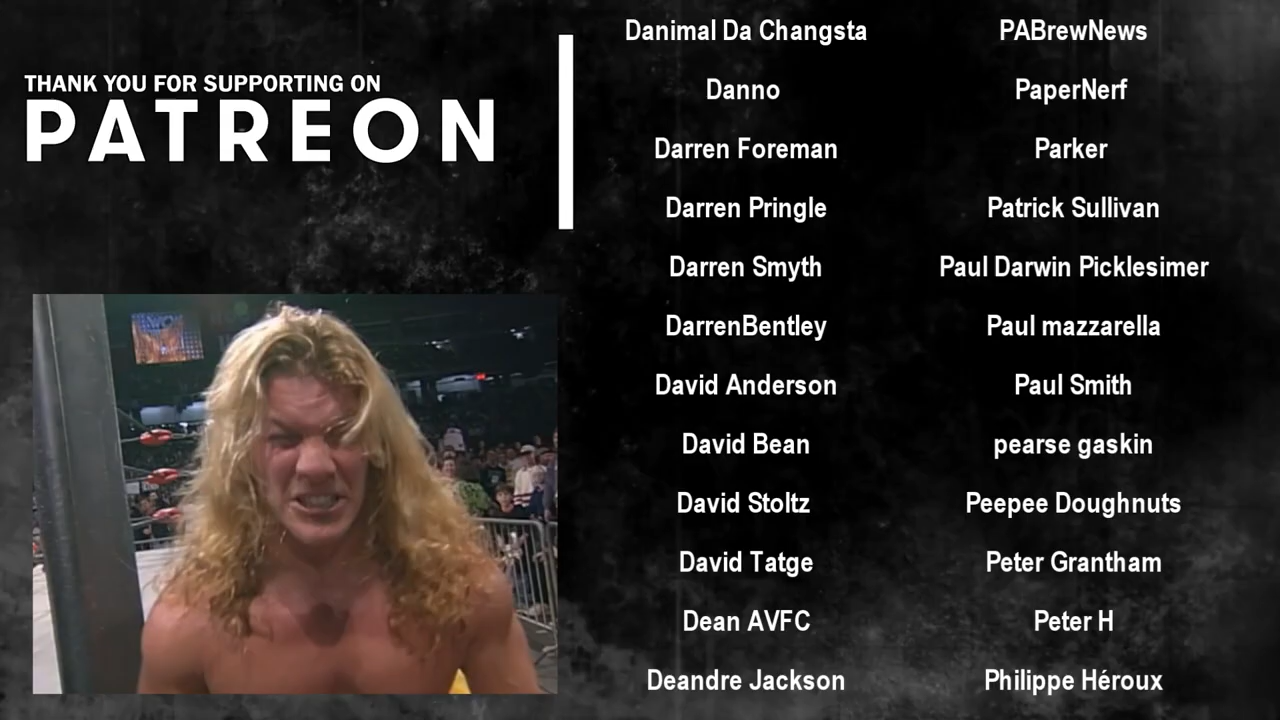 THANK YOU FOR SUPPORTING ON
PATREON
Danimal Da Changsta
Danno
Darren Foreman
Darren Pringle
Darren Smyth
DarrenBentley
David Anderson
David Bean
David Stoltz
David Tatge
Dean AVFC
Deandre Jackson
PABrewNews
PaperNerf
Parker
Patrick Sullivan
Paul Darwin Picklesimer
Paul mazzarella
Paul Smith
pearse gaskin
Peepee Doughnuts
Peter Grantham
Peter H
Philippe Héroux